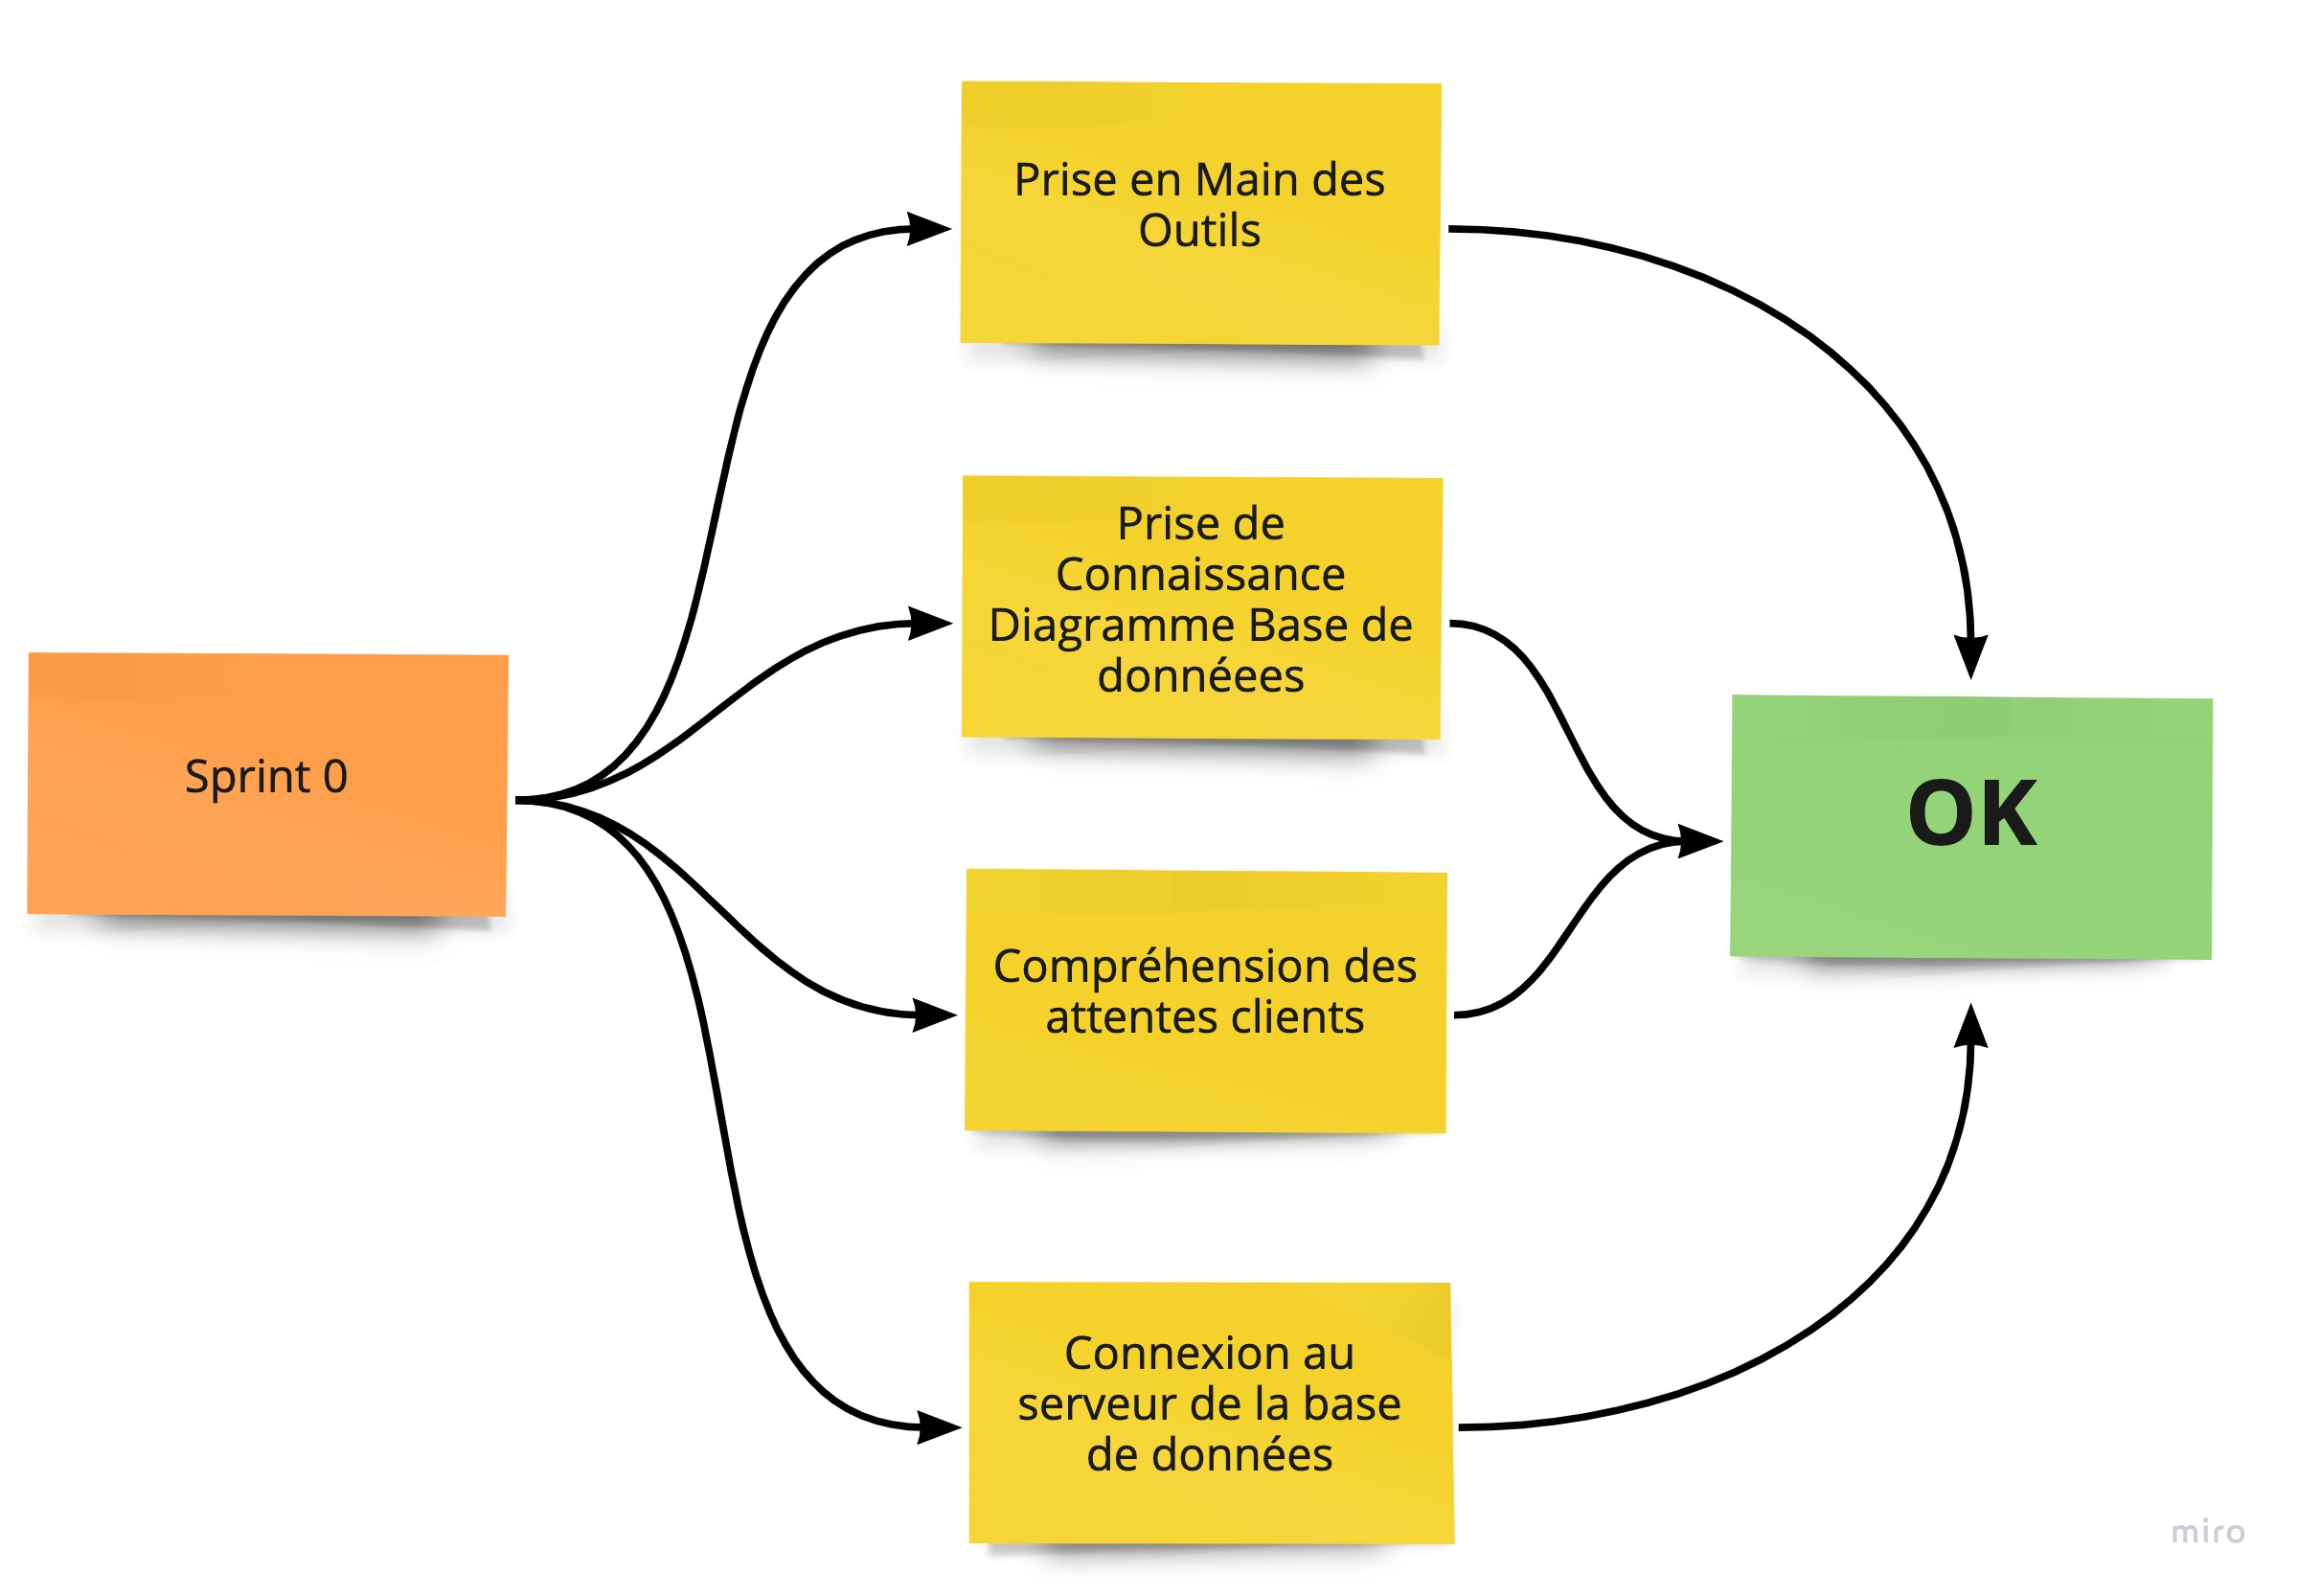 Sprint 0
Prise en Main des
Outils
Prise de
Connaissance
Diagramme Base de
donnéees
Compréhension des
attentes clients
Connexion au
serveur de la base
de données
OK
miro